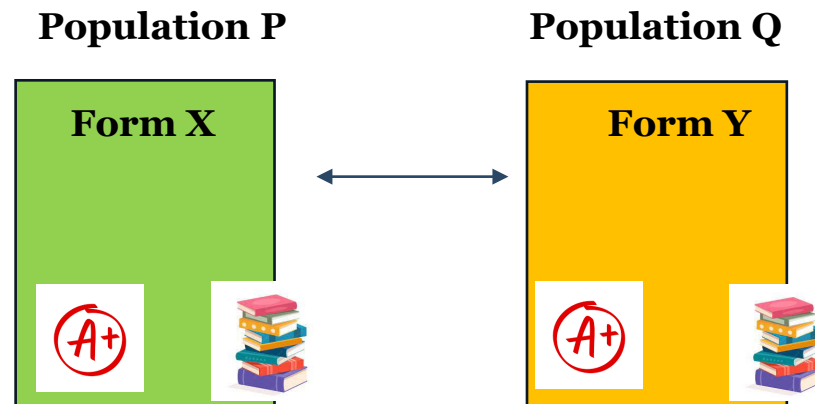 Population P
Population Q
Form X
Form Y
A+
A+